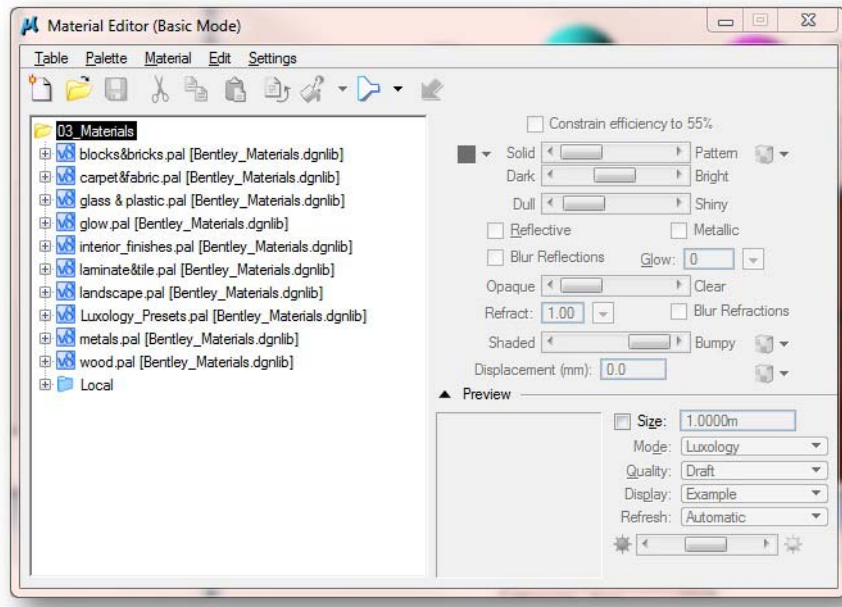 Material Editor (Basic Mode)
Table Palette Material Edit Settings
03_Materials
blocks&bricks.pal [Bentley_Materials.dgnlib]
carpet&fabric.pal [Bentley_Materials.dgnlib]
glass & plastic.pal [Bentley_Materials.dgnlib]
glow.pal [Bentley_Materials.dgnlib]
interior_finishes.pal [Bentley_Materials.dgnlib]
laminate&tile.pal [Bentley_Materials.dgnlib]
landscape.pal [Bentley_Materials.dgnlib]
Luxology_Presets.pal [Bentley_Materials.dgnlib]
metals.pal [Bentley_Materials.dgnlib]
wood.pal [Bentley_Materials.dgnlib]
Local
Constrain efficiency to 55%
Solid Pattern
Dark Bright
Dull Shiny
Reflective Metallic
Blur Reflections Glow: 0
Opaque Clear
Refract: 1.00 Blur Refractions
Shaded Bumpy
Displacement (mm): 0.0
Preview
Size: 1.0000m
Mode: Luxology
Quality: Draft
Display: Example
Refresh: Automatic